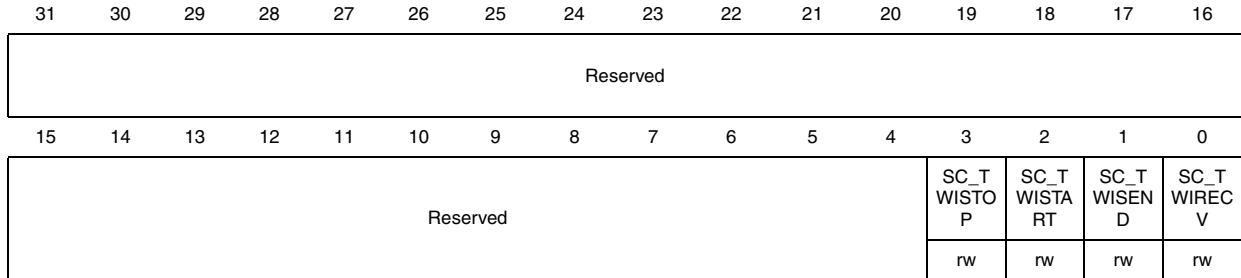 31 30 29 28 27 26 25 24 23 22 21 20 19 18 17 16
Reserved
15 14 13 12 11 10 9 8 7 6 5 4 3 2 1 0
Reserved
SC_T SC_T SC_T SC_T
WISTO WISTA WISEN WIREC
P RT D V
rw rw rw rw